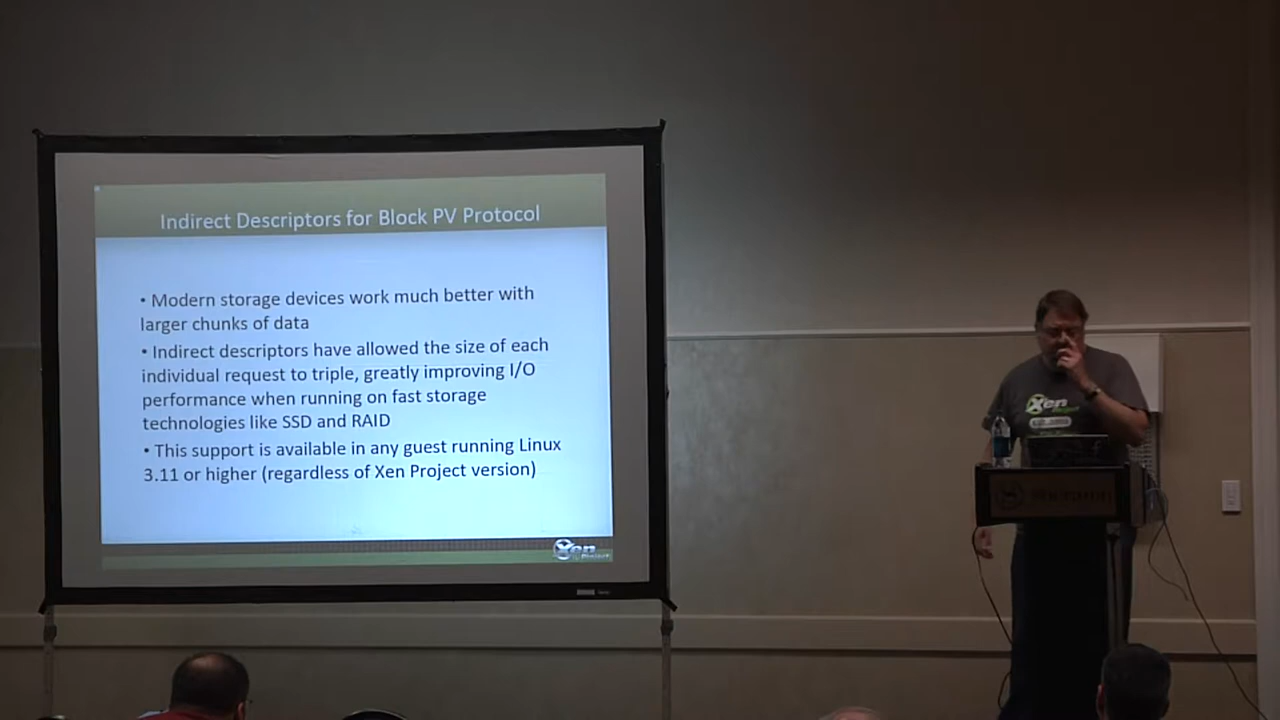 Indirect Descriptors for Block PV Protocol
• Modern storage devices work much better with
larger chunks of data
• Indirect descriptors have allowed the size of each
individual request to triple, greatly improving I/O
performance when running on fast storage
technologies like SSD and RAID
• This support is available in any guest running Linux
3.11 or higher (regardless of Xen Project version)
Xen
Project
Xen
Project